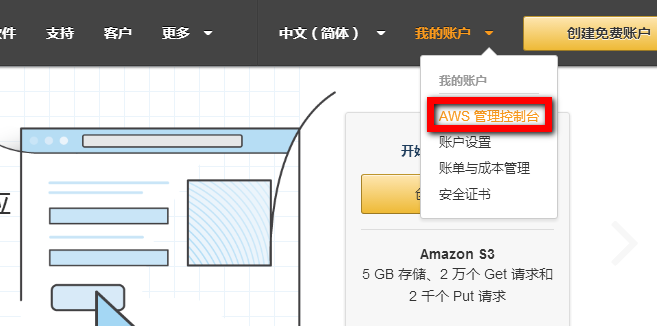 支持 客户 更多 中文（简体） 我的账户 创建免费账户
我的账户
AWS 管理控制台
账户设置
账单与成本管理
安全证书
Amazon S3
5 GB 存储、2 万个 Get 请求和
2 千个 Put 请求